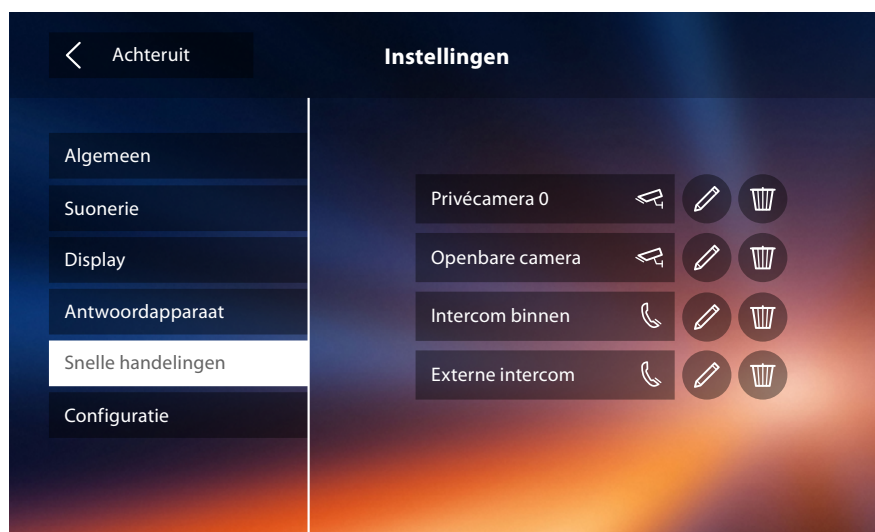 Achteruit
Instellingen
Algemeen
Suonerie
Display
Antwoordapparaat
Snelle handelingen
Configuratie
Privécamera 0
Openbare camera
Intercom binnen
Externe intercom